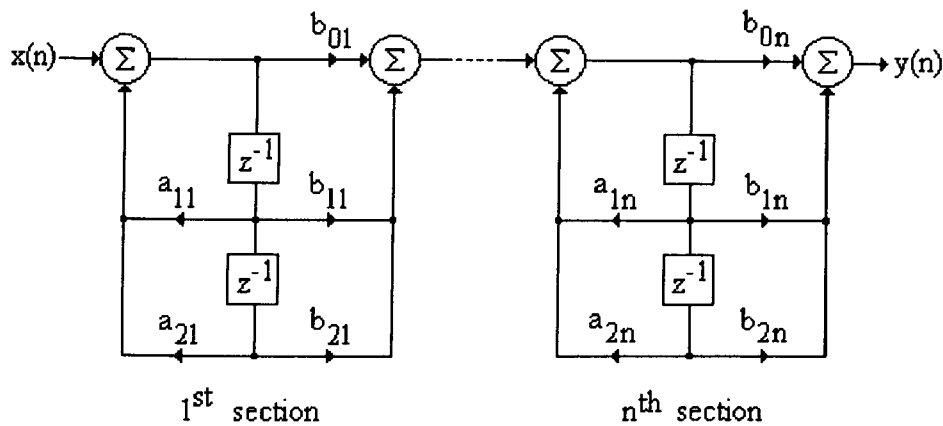 b₀₁ b₀ₙ
x(n) Σ Σ Σ Σ y(n)
z⁻¹ z⁻¹
a₁₁ b₁₁ a₁ₙ b₁ₙ
z⁻¹ z⁻¹
a₂₁ b₂₁ a₂ₙ b₂ₙ
1ˢᵗ section nᵗʰ section